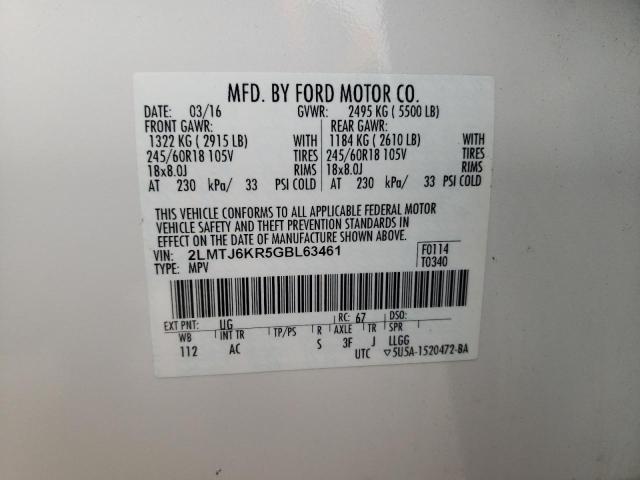 MFD. BY FORD MOTOR CO.
DATE: 03/16 GVWR: 2495 KG ( 5500 LB)
FRONT GAWR: REAR GAWR:
1322 KG ( 2915 LB) WITH 1184 KG ( 2610 LB) WITH
245/60R18 105V TIRES 245/60R18 105V TIRES
18x8.0J RIMS 18x8.0J RIMS
AT 230 kPa/ 33 PSI COLD AT 230 kPa/ 33 PSI COLD
THIS VEHICLE CONFORMS TO ALL APPLICABLE FEDERAL MOTOR
VEHICLE SAFETY AND THEFT PREVENTION STANDARDS IN
EFFECT ON THE DATE OF MANUFACTURE SHOWN ABOVE.
VIN: 2LMTJ6KR5GBL63461 F0114
TYPE: MPV T0340
EXT PNT: UG RC: 67 DSO:
WB INT TR TP/PS R AXLE TR SPR
112 AC S 3F J LLGG
UTC ▽5U5A-1520472-BA